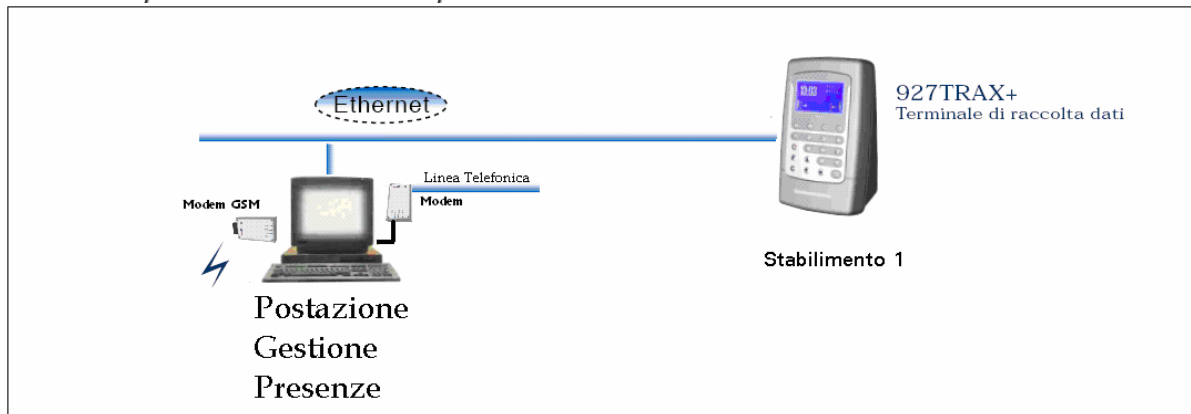 Ethernet
927TRAX+
Terminale di raccolta dati
Linea Telefonica
Modem GSM
Modem
Stabilimento 1
Postazione
Gestione
Presenze